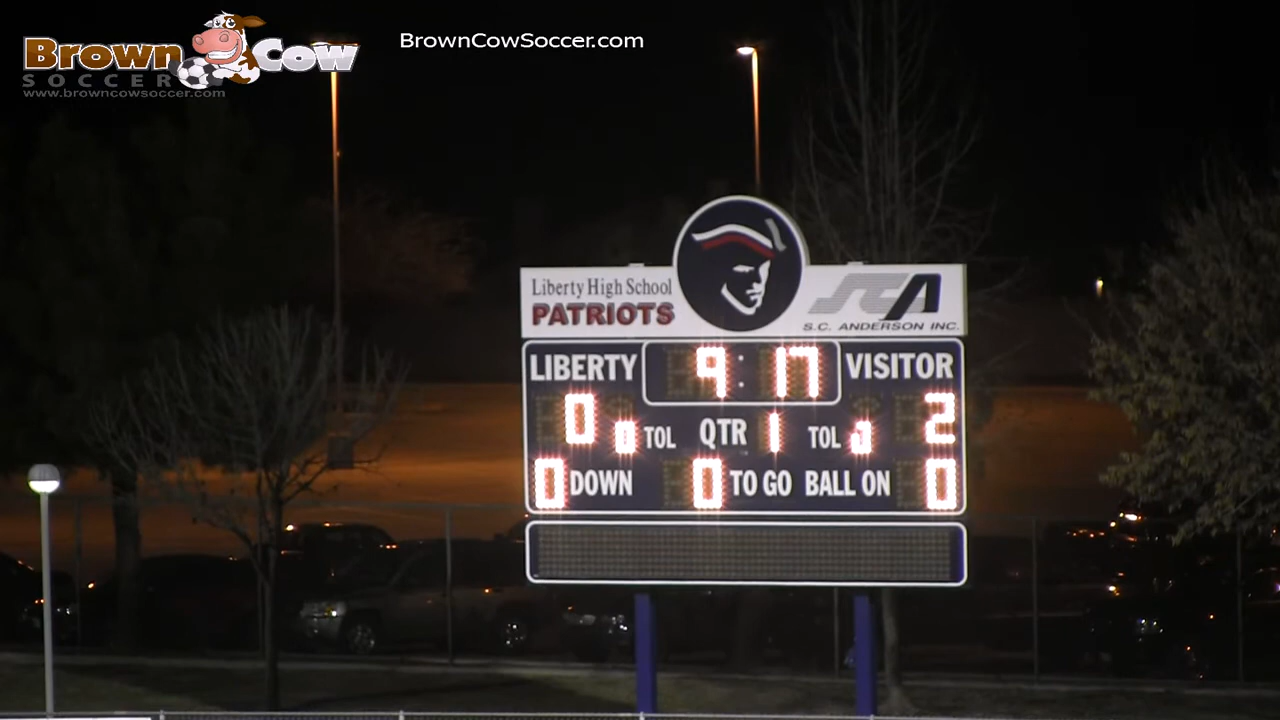 Brown Cow
SOCCER
www.browncowsoccer.com
BrownCowSoccer.com
Liberty High School
PATRIOTS
SCA
S.C. ANDERSON INC.
LIBERTY 9:17 VISITOR
0 TOL QTR 1 TOL 2
0 DOWN 0 TO GO BALL ON 0